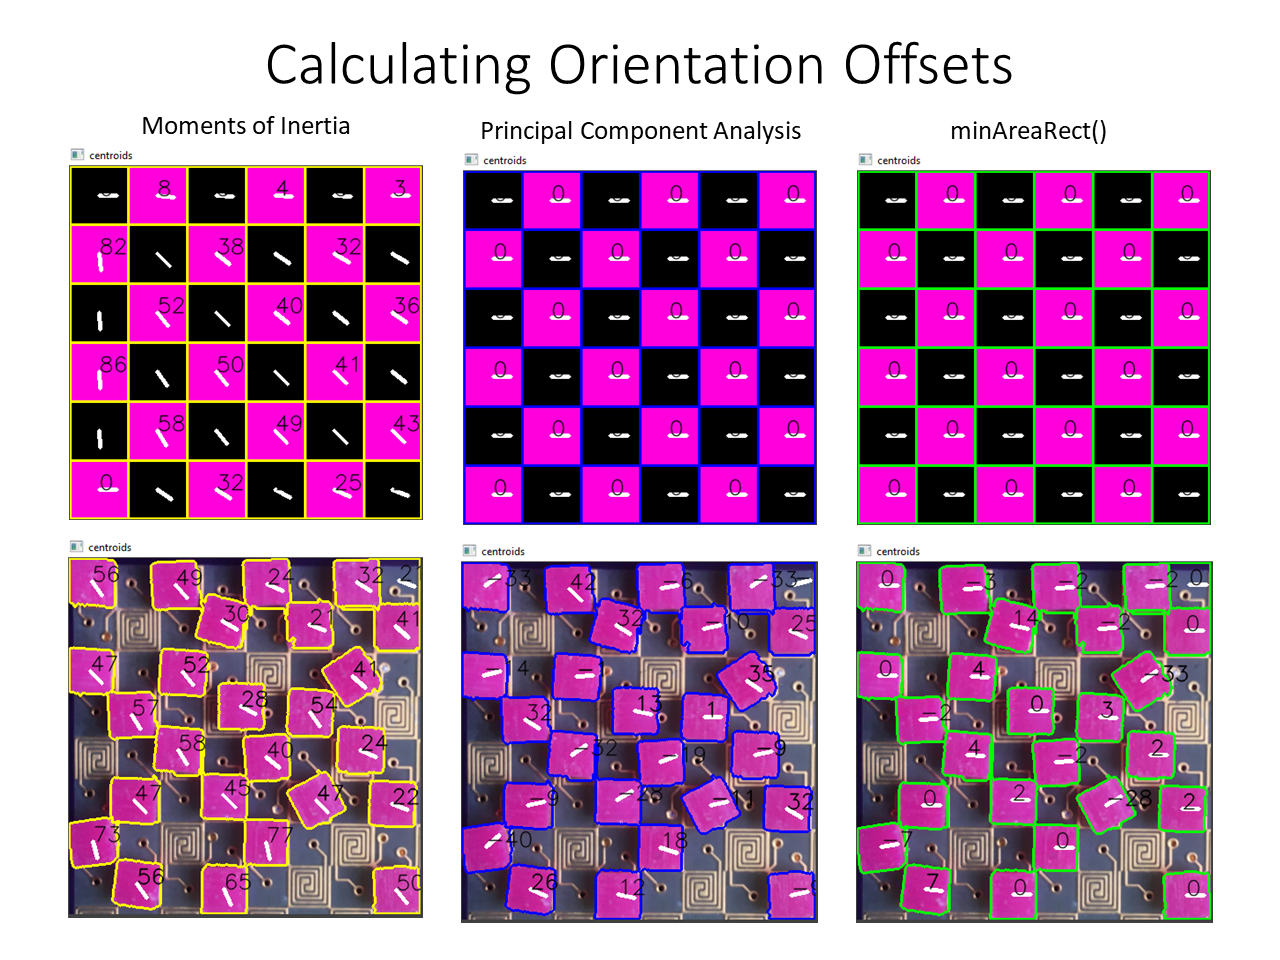 Calculating Orientation Offsets
Moments of Inertia
centroids
8 4 3
82 38 32
52 40 36
86 50 41
58 49 43
0 32 25
Principal Component Analysis
centroids
0 0 0
0 0 0
0 0 0
0 0 0
0 0 0
0 0 0
minAreaRect()
centroids
0 0 0
0 0 0
0 0 0
0 0 0
0 0 0
0 0 0
centroids
56 49 24 32
30 21 41
47 52 41
57 28 54
58 40 24
47 45 47 22
73 77
56 65 50
centroids
-33 42 -6 -33
32 -10 25
-14 -1 35
32 13 1
-32 -19 -9
-9 -28 -11 32
-40 18
26 12
centroids
0 -3 -2 -2 0
14 -2 0
0 4 -33
-2 0 3
4 -2 2
0 2 -28 2
-7 0
7 0 0